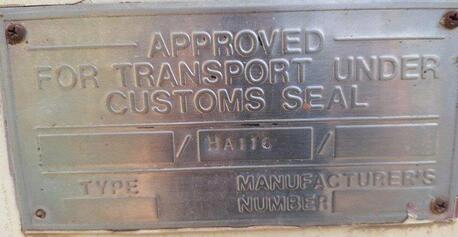 APPROVED
FOR TRANSPORT UNDER
CUSTOMS SEAL
/ HA116 /
TYPE MANUFACTURER'S
NUMBER